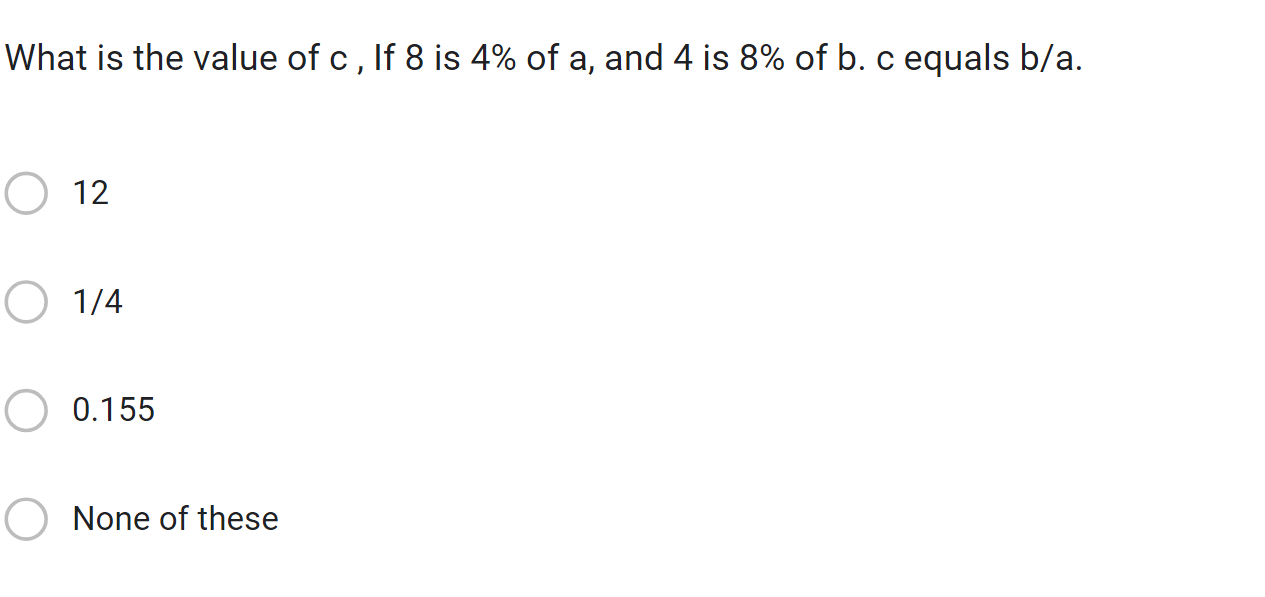 What is the value of c , If 8 is 4% of a, and 4 is 8% of b. c equals b/a.
12
1/4
0.155
None of these